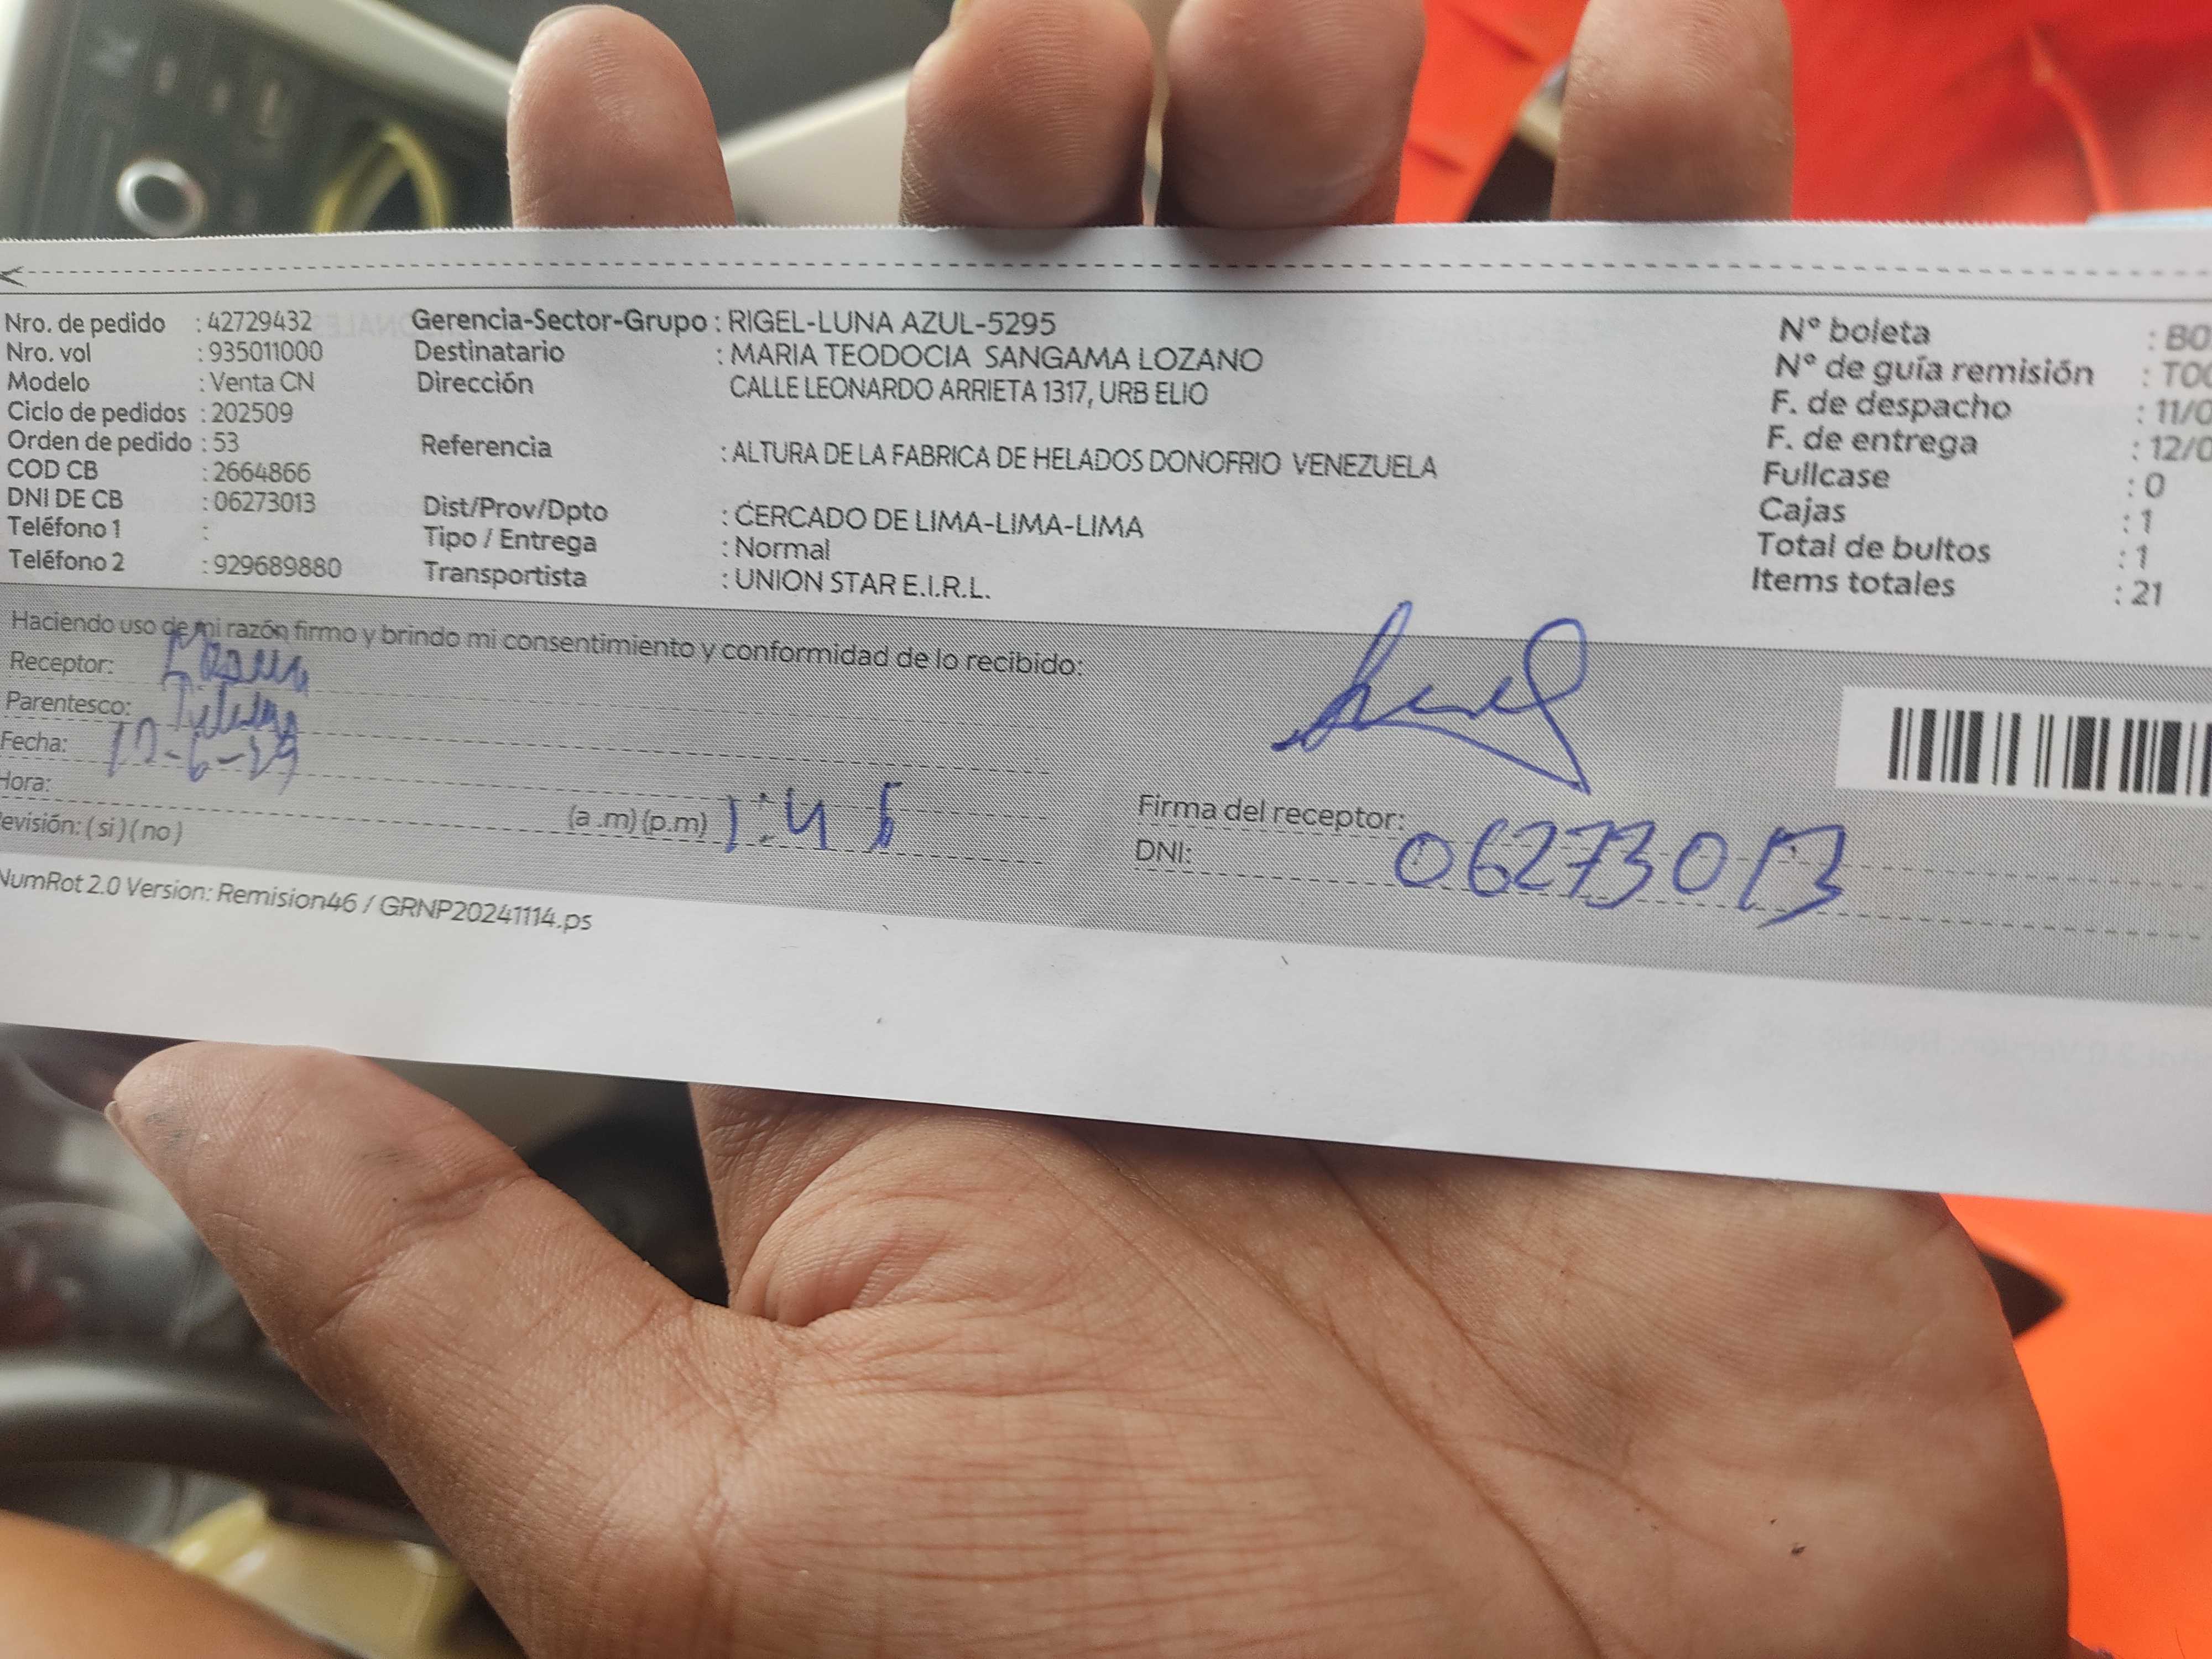 Nro. de pedido : 42729432
Nro. vol : 935011000
Modelo : Venta CN
Ciclo de pedidos : 202509
Orden de pedido : 53
COD CB : 2664866
DNI DE CB : 06273013
Teléfono 1 :
Teléfono 2 : 929689880
Gerencia-Sector-Grupo : RIGEL-LUNA AZUL-5295
Destinatario : MARIA TEODOCIA SANGAMA LOZANO
Dirección CALLE LEONARDO ARRIETA 1317, URB ELIO
Referencia : ALTURA DE LA FABRICA DE HELADOS DONOFRIO VENEZUELA
Dist/Prov/Dpto : CERCADO DE LIMA-LIMA-LIMA
Tipo / Entrega : Normal
Transportista : UNION STAR E.I.R.L.
Nº boleta : BO
Nº de guía remisión : TO
F. de despacho : 11/0
F. de entrega : 12/0
Fullcase : 0
Cajas : 1
Total de bultos : 1
Items totales : 21
Haciendo uso de mi razón firmo y brindo mi consentimiento y conformidad de lo recibido:
Receptor:
Parentesco:
Fecha:
Hora: (a .m) (p.m) 1:45
evisión: ( si ) ( no )
Firma del receptor:
DNI: 06273013
NumRot 2.0 Version: Remision46 / GRNP20241114.ps